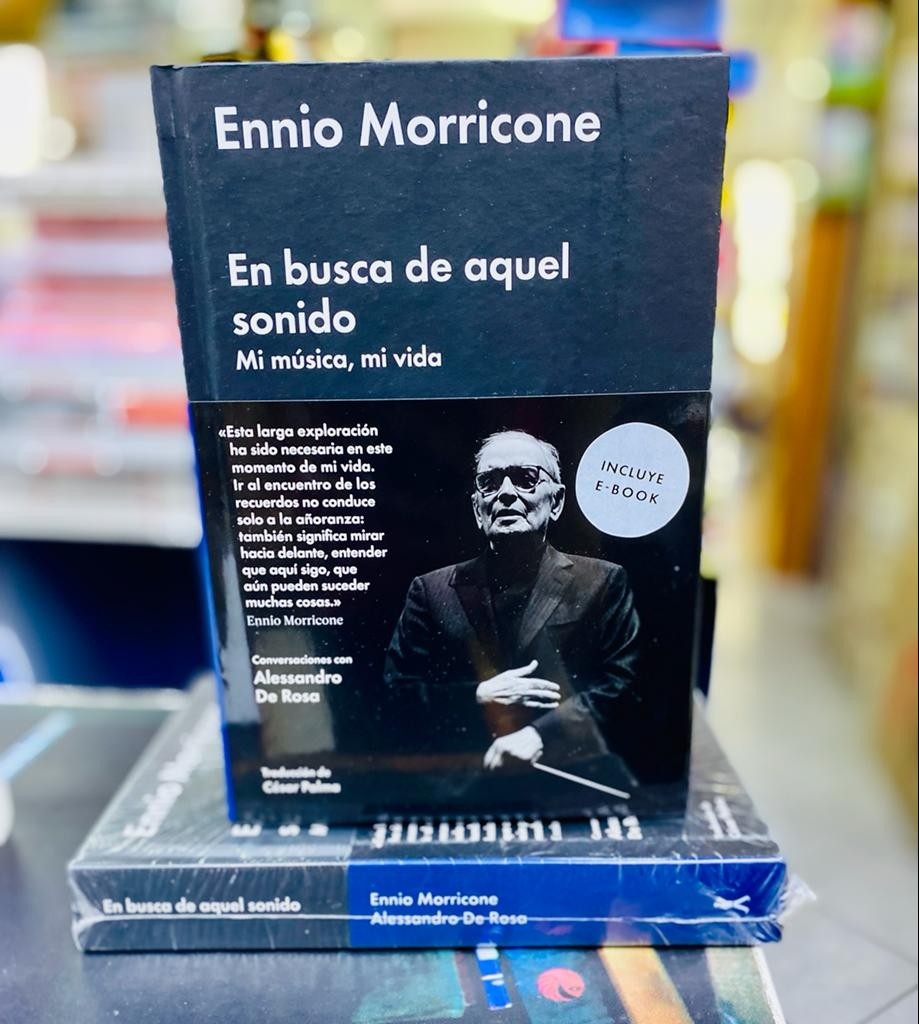 Ennio Morricone
En busca de aquel
sonido
Mi música, mi vida
«Esta larga exploración
ha sido necesaria en este
momento de mi vida.
Ir al encuentro de los
recuerdos no conduce
solo a la añoranza:
también significa mirar
hacia delante, entender
que aquí sigo, que
aún pueden suceder
muchas cosas.»
Ennio Morricone
INCLUYE
E-BOOK
Conversaciones con
Alessandro
De Rosa
Traducción de
César Palma
Ennio Mor
En busca de aquel sonido
Ennio Morricone
Alessandro De Rosa